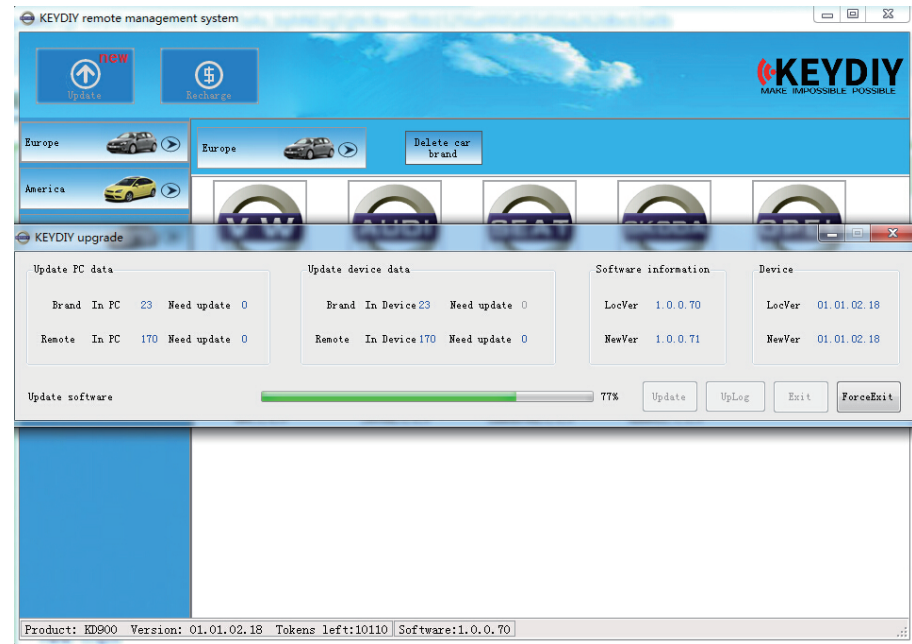 KEYDIY remote management system
new
Update
Recharge
KEYDIY
MAKE IMPOSSIBLE POSSIBLE
Europe
Europe
Delete car
brand
America
VW
AUDI
SEAT
SKODA
OPEL
KEYDIY upgrade
Update PC data
Update device data
Software information
Device
Brand In PC 23 Need update 0
Brand In Device 23 Need update 0
LocVer 1.0.0.70
LocVer 01.01.02.18
Remote In PC 170 Need update 0
Remote In Device 170 Need update 0
NewVer 1.0.0.71
NewVer 01.01.02.18
Update software
77%
Update
UpLog
Exit
ForceExit
Product: KD900 Version: 01.01.02.18 Tokens left:10110 Software:1.0.0.70